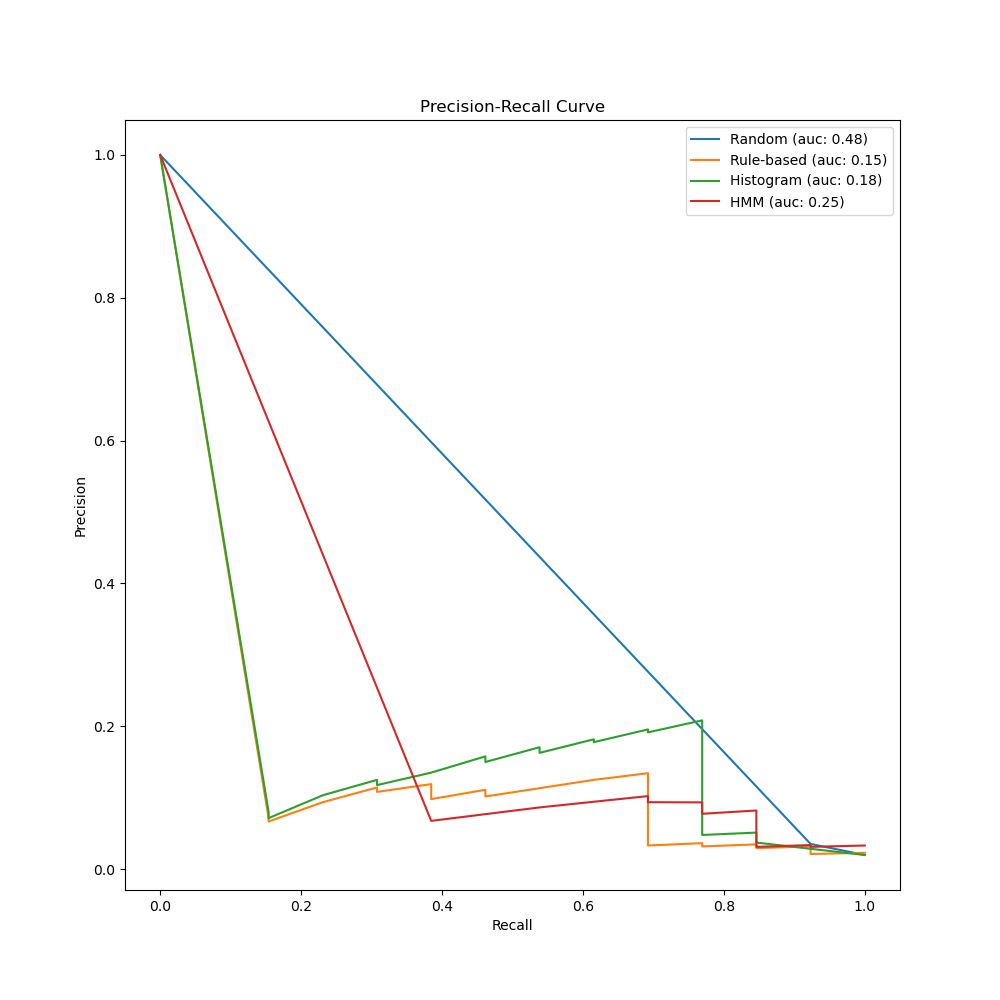 Precision-Recall Curve
Random (auc: 0.48)
Rule-based (auc: 0.15)
Histogram (auc: 0.18)
HMM (auc: 0.25)
1.0
0.8
0.6
0.4
0.2
0.0
Precision
0.0 0.2 0.4 0.6 0.8 1.0
Recall